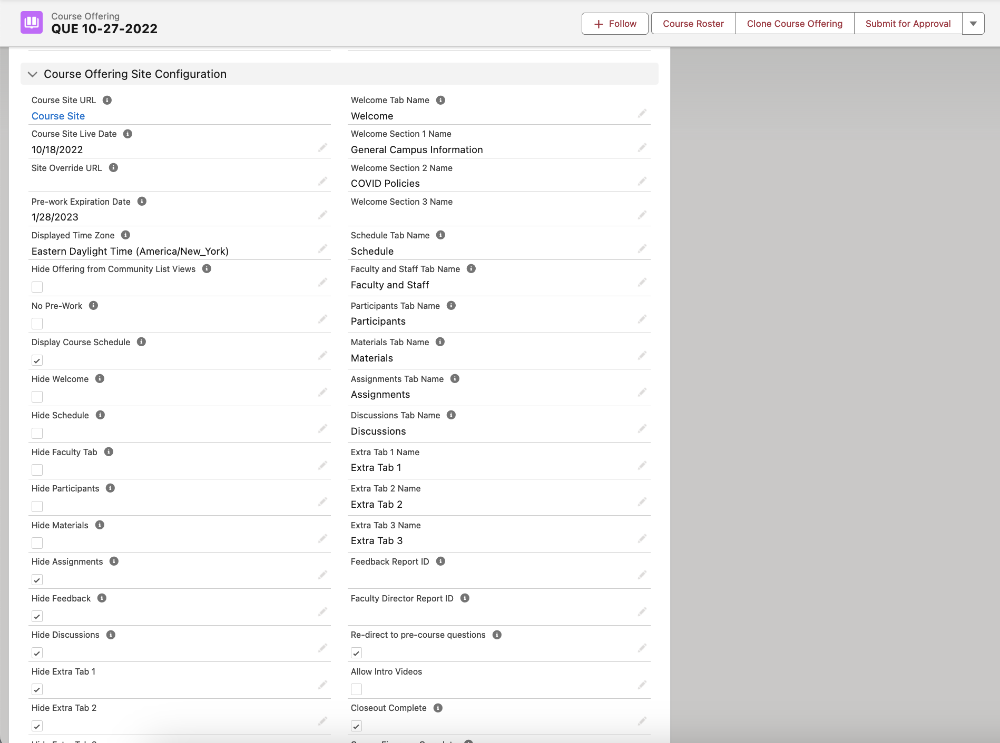 Course Offering
QUE 10-27-2022
Follow
Course Roster
Clone Course Offering
Submit for Approval
Course Offering Site Configuration
Course Site URL
Course Site
Welcome Tab Name
Welcome
Course Site Live Date
10/18/2022
Welcome Section 1 Name
General Campus Information
Site Override URL
Welcome Section 2 Name
COVID Policies
Pre-work Expiration Date
1/28/2023
Welcome Section 3 Name
Displayed Time Zone
Eastern Daylight Time (America/New_York)
Schedule Tab Name
Schedule
Hide Offering from Community List Views
Faculty and Staff Tab Name
Faculty and Staff
No Pre-Work
Participants Tab Name
Participants
Display Course Schedule
Materials Tab Name
Materials
Hide Welcome
Assignments Tab Name
Assignments
Hide Schedule
Discussions Tab Name
Discussions
Hide Faculty Tab
Extra Tab 1 Name
Extra Tab 1
Hide Participants
Extra Tab 2 Name
Extra Tab 2
Hide Materials
Extra Tab 3 Name
Extra Tab 3
Hide Assignments
Feedback Report ID
Hide Feedback
Faculty Director Report ID
Hide Discussions
Re-direct to pre-course questions
Hide Extra Tab 1
Allow Intro Videos
Hide Extra Tab 2
Closeout Complete